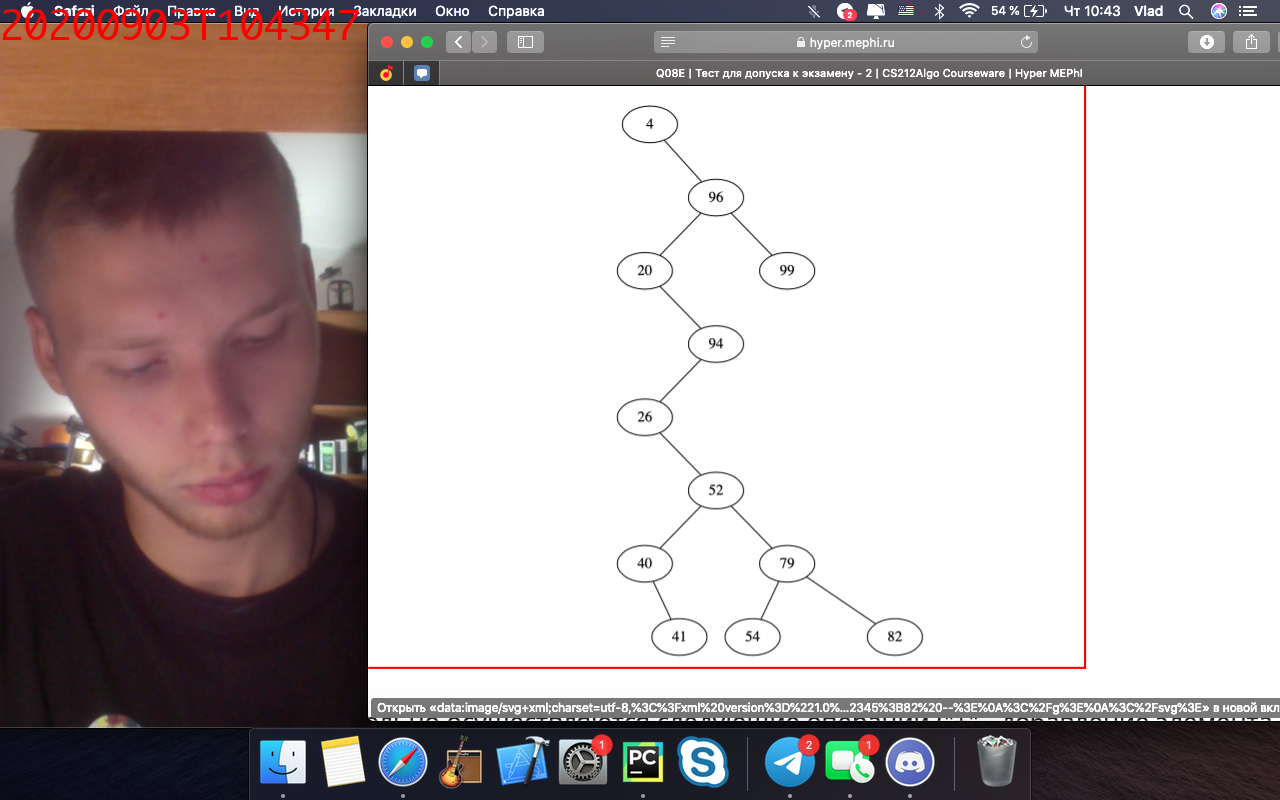 Safari Файл Правка Вид История Закладки Окно Справка 54 % Чт 10:43 Vlad
20200903T104347
2
hyper.mephi.ru
Q08E | Тест для допуска к экзамену - 2 | CS212Algo Courseware | Hyper MEPhI
4
96
20 99
94
26
52
40 79
41 54 82
Открыть «data:image/svg+xml;charset=utf-8,%3C%3Fxml%20version%3D%221.0%...2345%3B82%20--%3E%0A%3C%2Fg%3E%0A%3C%2Fsvg%3E» в новой вкл
1 2 1
PC S